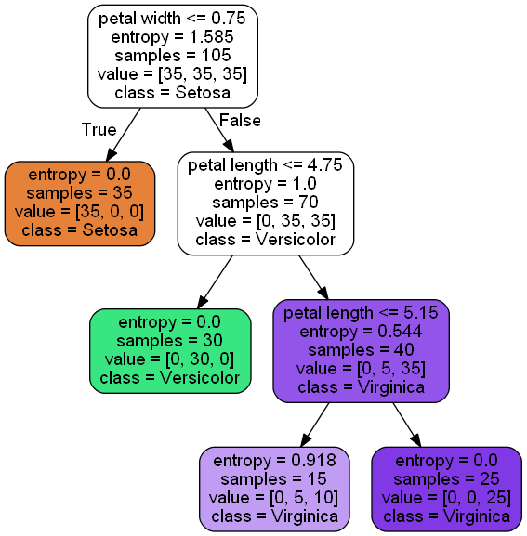 petal width <= 0.75
entropy = 1.585
samples = 105
value = [35, 35, 35]
class = Setosa
True
False
entropy = 0.0
samples = 35
value = [35, 0, 0]
class = Setosa
petal length <= 4.75
entropy = 1.0
samples = 70
value = [0, 35, 35]
class = Versicolor
entropy = 0.0
samples = 30
value = [0, 30, 0]
class = Versicolor
petal length <= 5.15
entropy = 0.544
samples = 40
value = [0, 5, 35]
class = Virginica
entropy = 0.918
samples = 15
value = [0, 5, 10]
class = Virginica
entropy = 0.0
samples = 25
value = [0, 0, 25]
class = Virginica